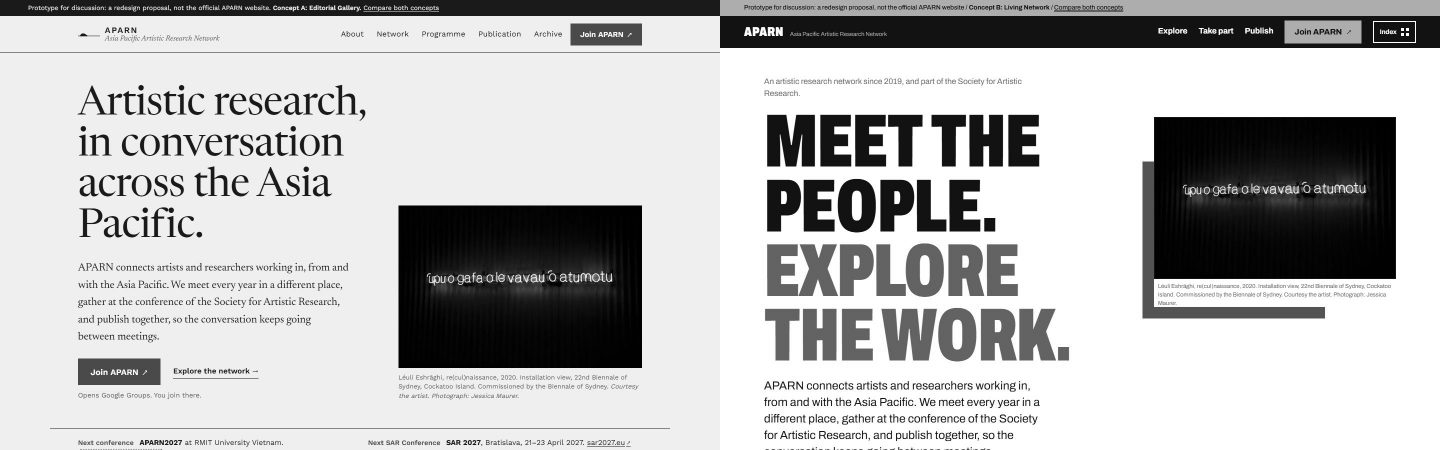 Prototype for discussion: a redesign proposal, not the official APARN website. Concept A: Editorial Gallery. Compare both concepts
APARN
Asia Pacific Artistic Research Network
About Network Programme Publication Archive Join APARN ↗
Artistic research,
in conversation
across the Asia
Pacific.
APARN connects artists and researchers working in, from and
with the Asia Pacific. We meet every year in a different place,
gather at the conference of the Society for Artistic Research,
and publish together, so the conversation keeps going
between meetings.
Join APARN ↗ Explore the network →
Opens Google Groups. You join there.
Léuli Eshrāghi, re(cul)naissance, 2020. Installation view, 22nd Biennale of
Sydney, Cockatoo Island. Commissioned by the Biennale of Sydney. Courtesy
the artist. Photograph: Jessica Maurer.
Next conference APARN2027 at RMIT University Vietnam.
Next SAR Conference SAR 2027, Bratislava, 21–23 April 2027. sar2027.eu ↗
Prototype for discussion: a redesign proposal, not the official APARN website / Concept B: Living Network / Compare both concepts
APARN Asia Pacific Artistic Research Network
Explore Take part Publish Join APARN ↗ Index
An artistic research network since 2019, and part of the Society for Artistic
Research.
MEET THE
PEOPLE.
EXPLORE
THE WORK.
APARN connects artists and researchers working in,
from and with the Asia Pacific. We meet every year in a
different place, gather at the conference of the Society
for Artistic Research, and publish together, so the
conversation keeps going between meetings.
Léuli Eshrāghi, re(cul)naissance, 2020. Installation view, 22nd Biennale of Sydney, Cockatoo
Island. Commissioned by the Biennale of Sydney. Courtesy the artist. Photograph: Jessica
Maurer.